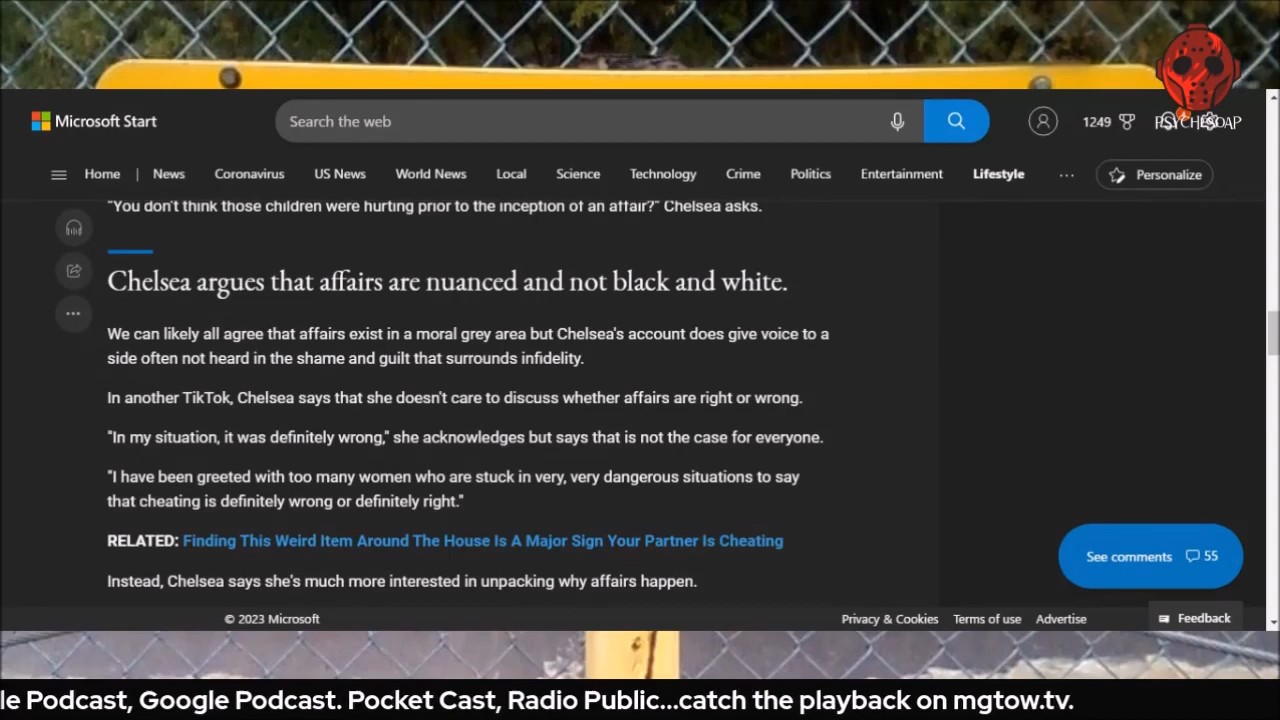 Microsoft Start
Search the web
1249
PSYCHESOAP
Home
News
Coronavirus
US News
World News
Local
Science
Technology
Crime
Politics
Entertainment
Lifestyle
Personalize
"You don't think those children were hurting prior to the inception of an affair?" Chelsea asks.
Chelsea argues that affairs are nuanced and not black and white.
We can likely all agree that affairs exist in a moral grey area but Chelsea's account does give voice to a
side often not heard in the shame and guilt that surrounds infidelity.
In another TikTok, Chelsea says that she doesn't care to discuss whether affairs are right or wrong.
"In my situation, it was definitely wrong," she acknowledges but says that is not the case for everyone.
"I have been greeted with too many women who are stuck in very, very dangerous situations to say
that cheating is definitely wrong or definitely right."
RELATED: Finding This Weird Item Around The House Is A Major Sign Your Partner Is Cheating
See comments 55
Instead, Chelsea says she's much more interested in unpacking why affairs happen.
© 2023 Microsoft
Privacy & Cookies
Terms of use
Advertise
Feedback
le Podcast, Google Podcast. Pocket Cast, Radio Public...catch the playback on mgtow.tv.